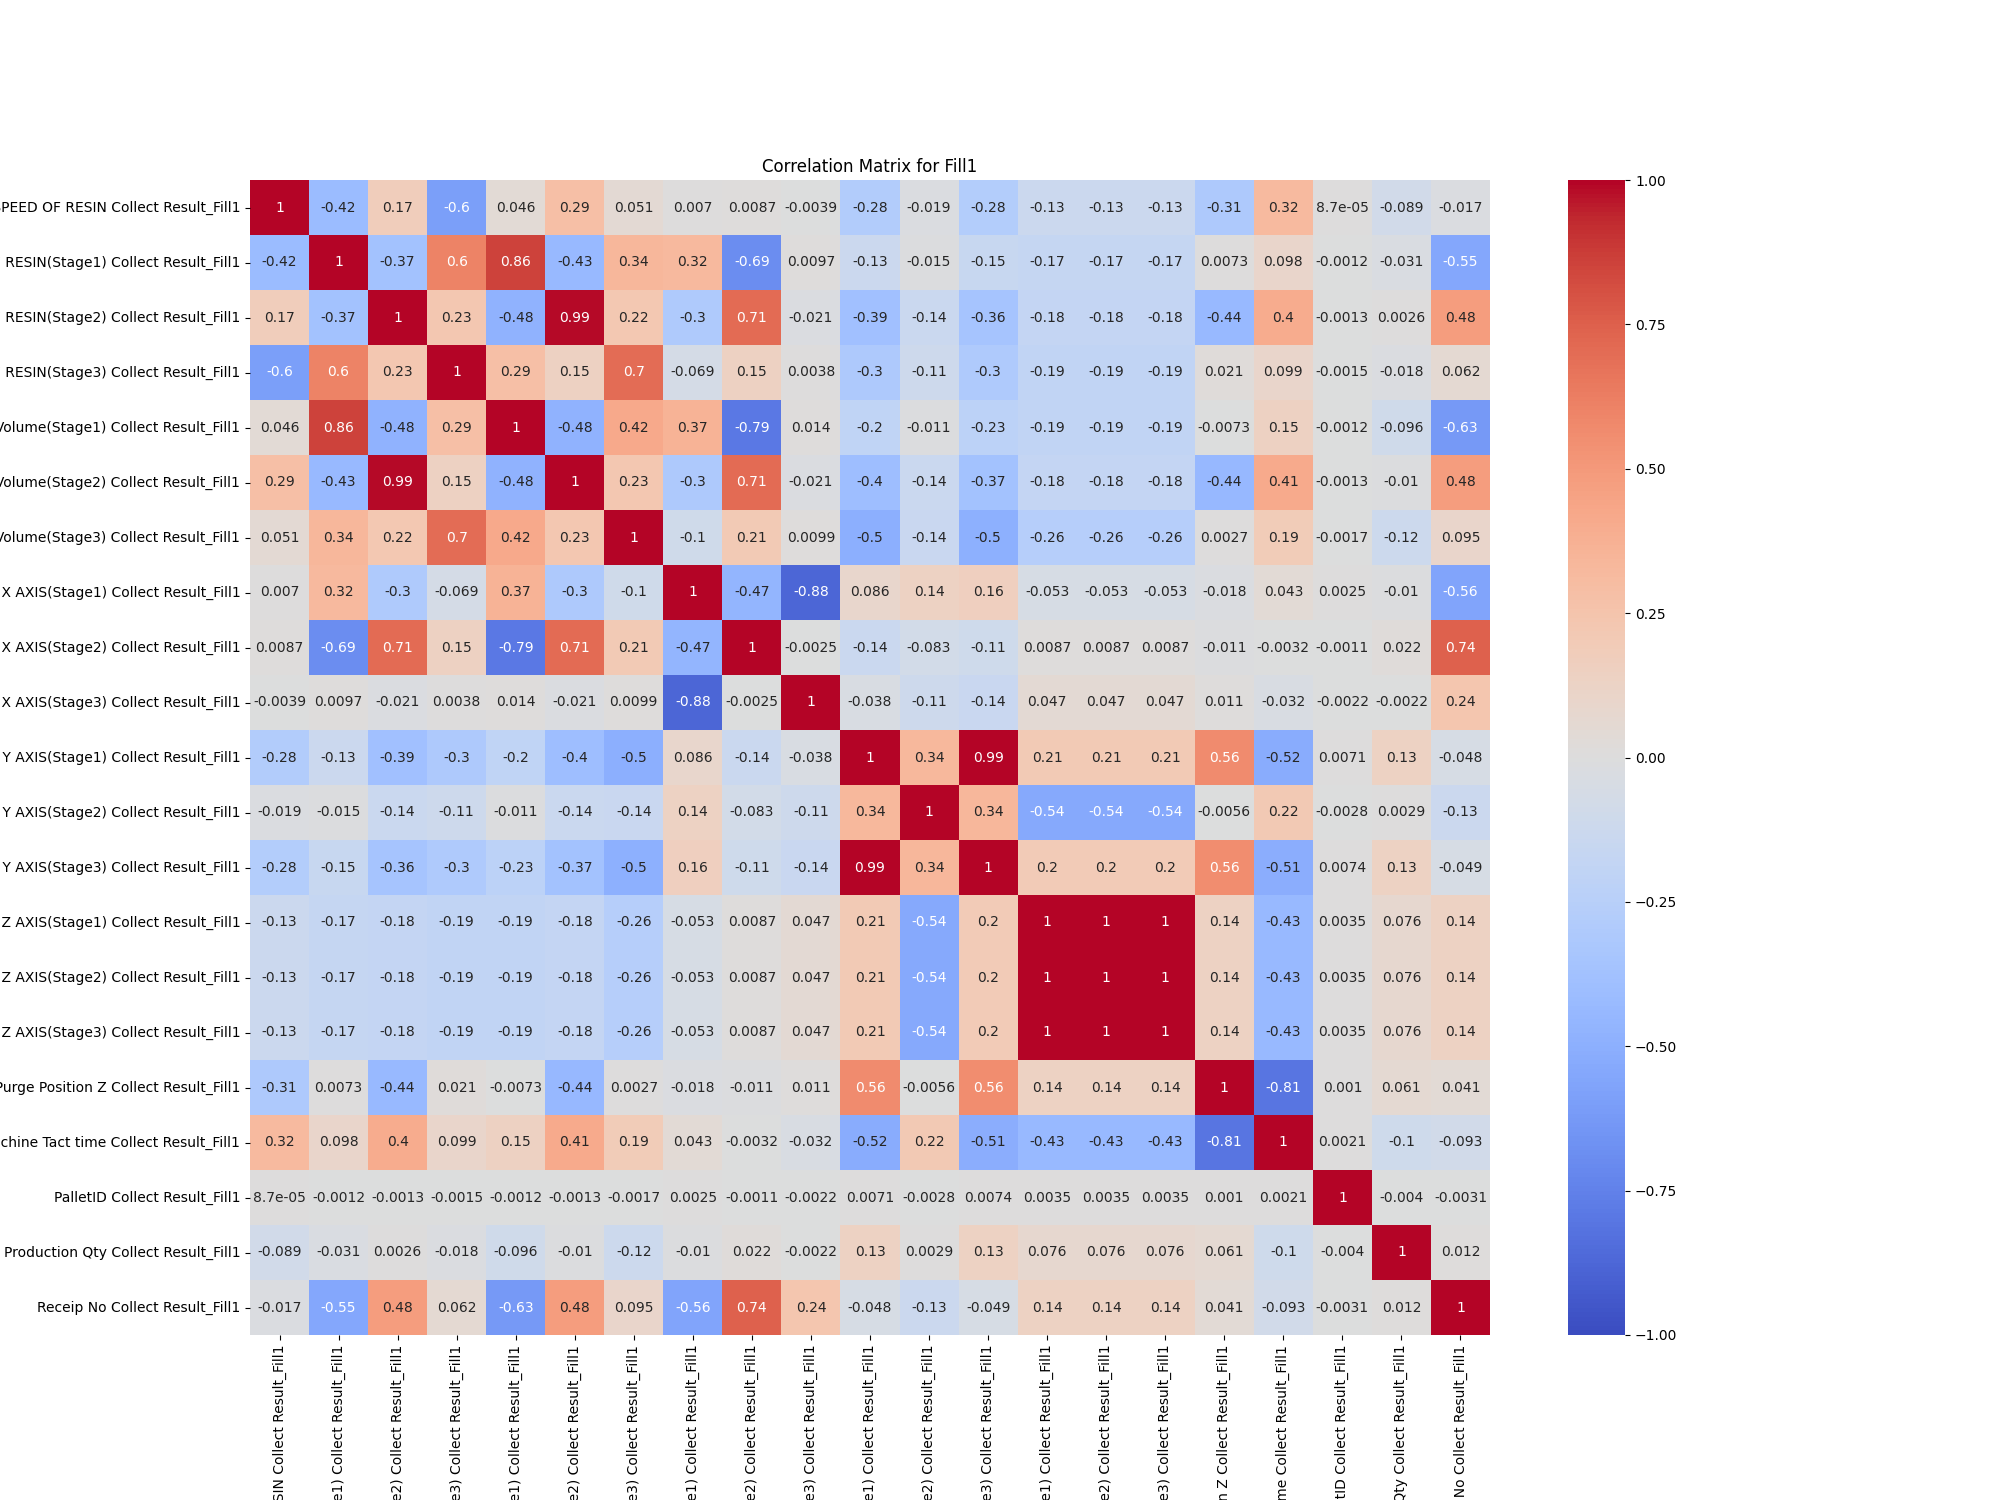 Correlation Matrix for Fill1
SPEED OF RESIN Collect Result_Fill1 1 -0.42 0.17 -0.6 0.046 0.29 0.051 0.007 0.0087 -0.0039 -0.28 -0.019 -0.28 -0.13 -0.13 -0.13 -0.31 0.32 8.7e-05 -0.089 -0.017
RESIN(Stage1) Collect Result_Fill1 -0.42 1 -0.37 0.6 0.86 -0.43 0.34 0.32 -0.69 0.0097 -0.13 -0.015 -0.15 -0.17 -0.17 -0.17 0.0073 0.098 -0.0012 -0.031 -0.55
RESIN(Stage2) Collect Result_Fill1 0.17 -0.37 1 0.23 -0.48 0.99 0.22 -0.3 0.71 -0.021 -0.39 -0.14 -0.36 -0.18 -0.18 -0.18 -0.44 0.4 -0.0013 0.0026 0.48
RESIN(Stage3) Collect Result_Fill1 -0.6 0.6 0.23 1 0.29 0.15 0.7 -0.069 0.15 0.0038 -0.3 -0.11 -0.3 -0.19 -0.19 -0.19 0.021 0.099 -0.0015 -0.018 0.062
Volume(Stage1) Collect Result_Fill1 0.046 0.86 -0.48 0.29 1 -0.48 0.42 0.37 -0.79 0.014 -0.2 -0.011 -0.23 -0.19 -0.19 -0.19 -0.0073 0.15 -0.0012 -0.096 -0.63
Volume(Stage2) Collect Result_Fill1 0.29 -0.43 0.99 0.15 -0.48 1 0.23 -0.3 0.71 -0.021 -0.4 -0.14 -0.37 -0.18 -0.18 -0.18 -0.44 0.41 -0.0013 -0.01 0.48
Volume(Stage3) Collect Result_Fill1 0.051 0.34 0.22 0.7 0.42 0.23 1 -0.1 0.21 0.0099 -0.5 -0.14 -0.5 -0.26 -0.26 -0.26 0.0027 0.19 -0.0017 -0.12 0.095
X AXIS(Stage1) Collect Result_Fill1 0.007 0.32 -0.3 -0.069 0.37 -0.3 -0.1 1 -0.47 -0.88 0.086 0.14 0.16 -0.053 -0.053 -0.053 -0.018 0.043 0.0025 -0.01 -0.56
X AXIS(Stage2) Collect Result_Fill1 0.0087 -0.69 0.71 0.15 -0.79 0.71 0.21 -0.47 1 -0.0025 -0.14 -0.083 -0.11 0.0087 0.0087 0.0087 -0.011 -0.0032 -0.0011 0.022 0.74
X AXIS(Stage3) Collect Result_Fill1 -0.0039 0.0097 -0.021 0.0038 0.014 -0.021 0.0099 -0.88 -0.0025 1 -0.038 -0.11 -0.14 0.047 0.047 0.047 0.011 -0.032 -0.0022 -0.0022 0.24
Y AXIS(Stage1) Collect Result_Fill1 -0.28 -0.13 -0.39 -0.3 -0.2 -0.4 -0.5 0.086 -0.14 -0.038 1 0.34 0.99 0.21 0.21 0.21 0.56 -0.52 0.0071 0.13 -0.048
Y AXIS(Stage2) Collect Result_Fill1 -0.019 -0.015 -0.14 -0.11 -0.011 -0.14 -0.14 0.14 -0.083 -0.11 0.34 1 0.34 -0.54 -0.54 -0.54 -0.0056 0.22 -0.0028 0.0029 -0.13
Y AXIS(Stage3) Collect Result_Fill1 -0.28 -0.15 -0.36 -0.3 -0.23 -0.37 -0.5 0.16 -0.11 -0.14 0.99 0.34 1 0.2 0.2 0.2 0.56 -0.51 0.0074 0.13 -0.049
Z AXIS(Stage1) Collect Result_Fill1 -0.13 -0.17 -0.18 -0.19 -0.19 -0.18 -0.26 -0.053 0.0087 0.047 0.21 -0.54 0.2 1 1 1 0.14 -0.43 0.0035 0.076 0.14
Z AXIS(Stage2) Collect Result_Fill1 -0.13 -0.17 -0.18 -0.19 -0.19 -0.18 -0.26 -0.053 0.0087 0.047 0.21 -0.54 0.2 1 1 1 0.14 -0.43 0.0035 0.076 0.14
Z AXIS(Stage3) Collect Result_Fill1 -0.13 -0.17 -0.18 -0.19 -0.19 -0.18 -0.26 -0.053 0.0087 0.047 0.21 -0.54 0.2 1 1 1 0.14 -0.43 0.0035 0.076 0.14
Purge Position Z Collect Result_Fill1 -0.31 0.0073 -0.44 0.021 -0.0073 -0.44 0.0027 -0.018 -0.011 0.011 0.56 -0.0056 0.56 0.14 0.14 0.14 1 -0.81 0.001 0.061 0.041
chine Tact time Collect Result_Fill1 0.32 0.098 0.4 0.099 0.15 0.41 0.19 0.043 -0.0032 -0.032 -0.52 0.22 -0.51 -0.43 -0.43 -0.43 -0.81 1 0.0021 -0.1 -0.093
PalletID Collect Result_Fill1 8.7e-05 -0.0012 -0.0013 -0.0015 -0.0012 -0.0013 -0.0017 0.0025 -0.0011 -0.0022 0.0071 -0.0028 0.0074 0.0035 0.0035 0.0035 0.001 0.0021 1 -0.004 -0.0031
Production Qty Collect Result_Fill1 -0.089 -0.031 0.0026 -0.018 -0.096 -0.01 -0.12 -0.01 0.022 -0.0022 0.13 0.0029 0.13 0.076 0.076 0.076 0.061 -0.1 -0.004 1 0.012
Receip No Collect Result_Fill1 -0.017 -0.55 0.48 0.062 -0.63 0.48 0.095 -0.56 0.74 0.24 -0.048 -0.13 -0.049 0.14 0.14 0.14 0.041 -0.093 -0.0031 0.012 1
SIN Collect Result_Fill1
e1) Collect Result_Fill1
e2) Collect Result_Fill1
e3) Collect Result_Fill1
e1) Collect Result_Fill1
e2) Collect Result_Fill1
e3) Collect Result_Fill1
e1) Collect Result_Fill1
e2) Collect Result_Fill1
e3) Collect Result_Fill1
e1) Collect Result_Fill1
e2) Collect Result_Fill1
e3) Collect Result_Fill1
e1) Collect Result_Fill1
e2) Collect Result_Fill1
e3) Collect Result_Fill1
n Z Collect Result_Fill1
me Collect Result_Fill1
tID Collect Result_Fill1
Qty Collect Result_Fill1
No Collect Result_Fill1
1.00
0.75
0.50
0.25
0.00
−0.25
−0.50
−0.75
−1.00